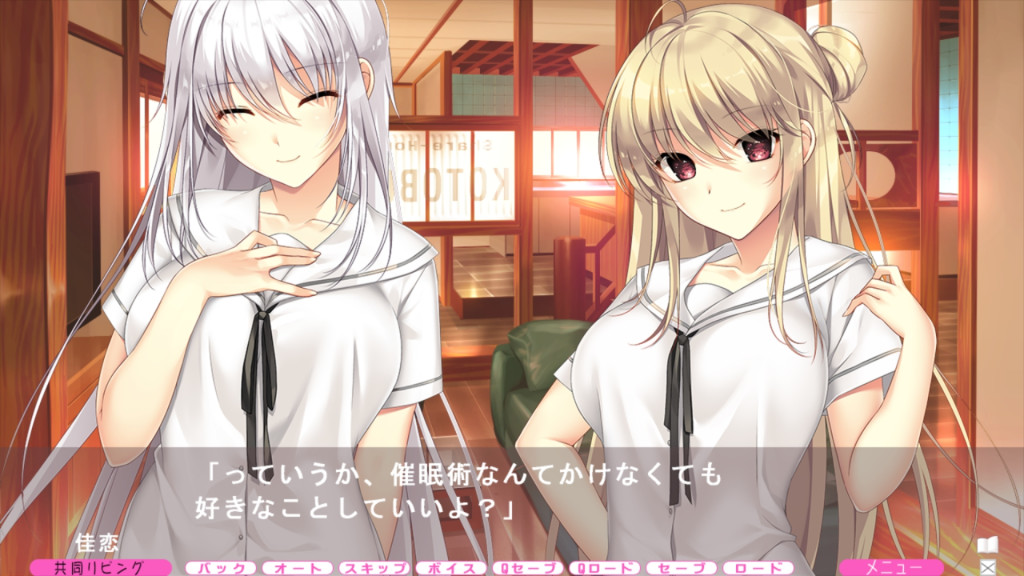 Share-Ho
KOTOB
「っていうか、催眠術なんてかけなくても
好きなことしていいよ？」
佳恋
共同リビング
バック オート スキップ ボイス Qセーブ Qロード セーブ ロード メニュー